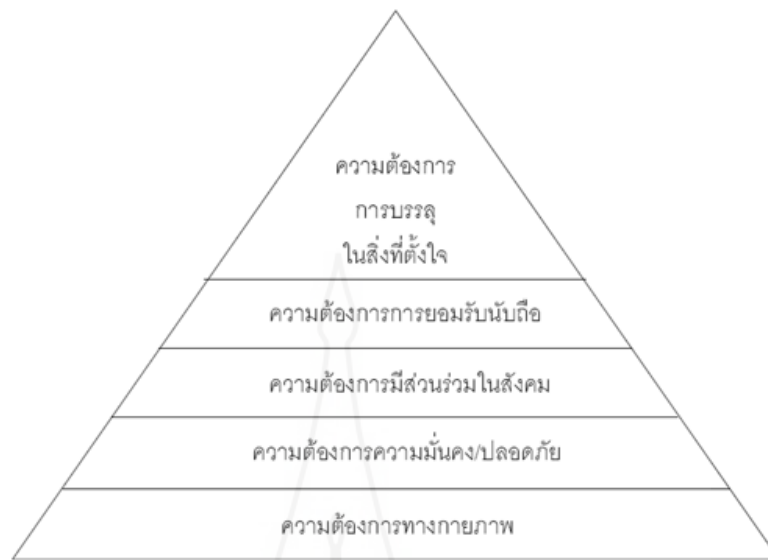 ความต้องการ
การบรรลุ
ในสิ่งที่ตั้งใจ
ความต้องการการยอมรับนับถือ
ความต้องการมีส่วนร่วมในสังคม
ความต้องการความมั่นคง/ปลอดภัย
ความต้องการทางกายภาพ